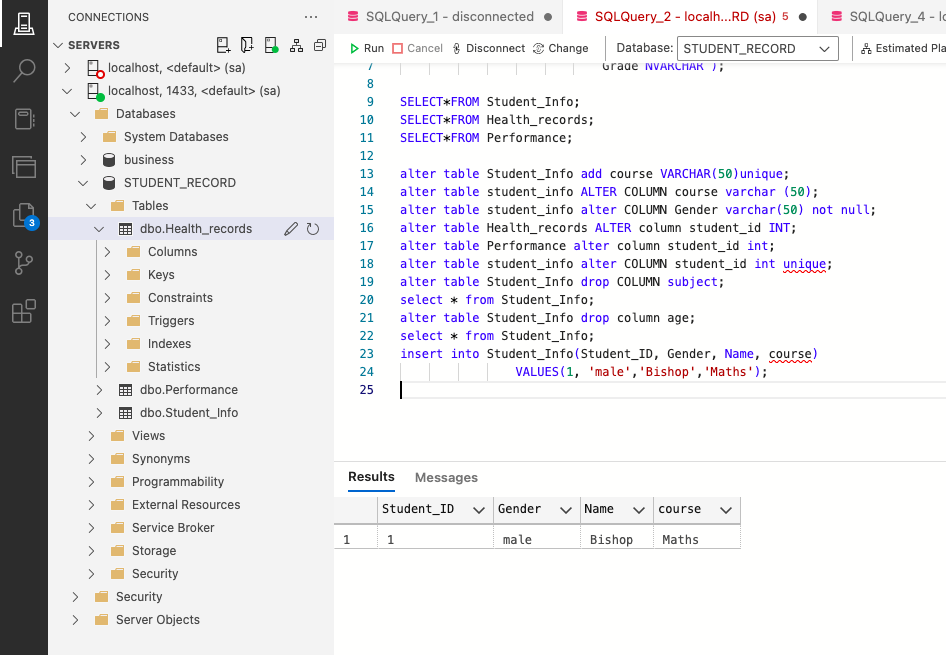 CONNECTIONS
SERVERS
localhost, <default> (sa)
localhost, 1433, <default> (sa)
Databases
System Databases
business
STUDENT_RECORD
Tables
dbo.Health_records
Columns
Keys
Constraints
Triggers
Indexes
Statistics
dbo.Performance
dbo.Student_Info
Views
Synonyms
Programmability
External Resources
Service Broker
Storage
Security
Security
Server Objects
3
SQLQuery_1 - disconnected
SQLQuery_2 - localh...RD (sa) 5
SQLQuery_4 - lo
Run Cancel Disconnect Change Database: STUDENT_RECORD Estimated Pla
7 Grade NVARCHAR );
8
9 SELECT*FROM Student_Info;
10 SELECT*FROM Health_records;
11 SELECT*FROM Performance;
12
13 alter table Student_Info add course VARCHAR(50)unique;
14 alter table student_info ALTER COLUMN course varchar (50);
15 alter table student_info alter COLUMN Gender varchar(50) not null;
16 alter table Health_records ALTER column student_id INT;
17 alter table Performance alter column student_id int;
18 alter table student_info alter COLUMN student_id int unique;
19 alter table Student_Info drop COLUMN subject;
20 select * from Student_Info;
21 alter table Student_Info drop column age;
22 select * from Student_Info;
23 insert into Student_Info(Student_ID, Gender, Name, course)
24 VALUES(1, 'male','Bishop','Maths');
25
Results Messages
Student_ID Gender Name course
1 1 male Bishop Maths